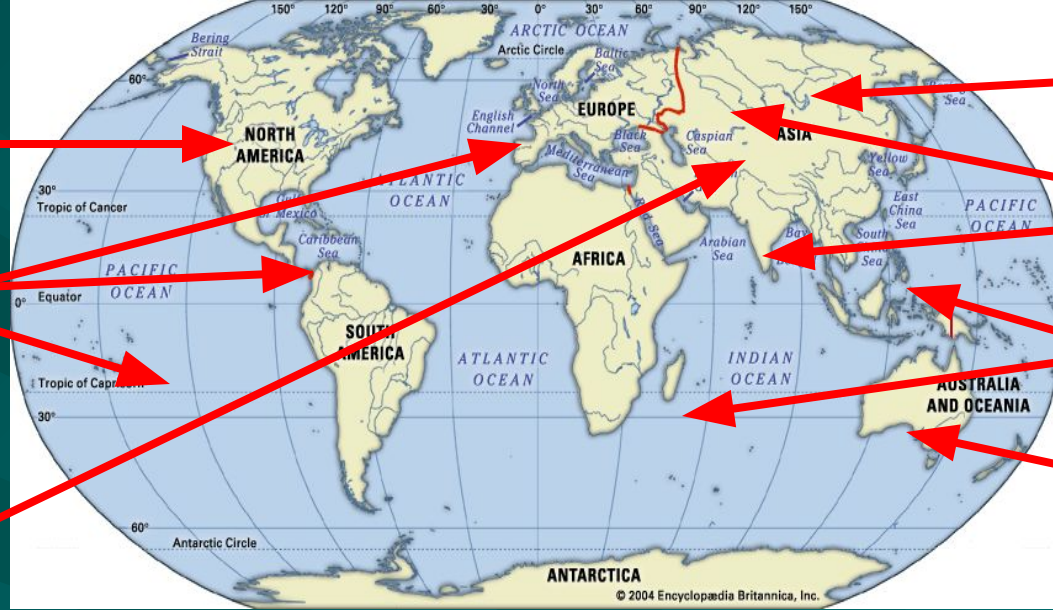 150° 120° 90° 60° 30° 0° 30° 60° 90° 120° 150°
ARCTIC OCEAN
Arctic Circle
Bering
Strait
Baltic
Sea
60°
North
Sea
Sea
English
Channel
EUROPE
NORTH
AMERICA
Black
Sea
Caspian
Sea
ASIA
Mediterranean
Sea
Yellow
Sea
30°
Tropic of Cancer
ATLANTIC
OCEAN
Mexico
Red Sea
East
China
Sea
PACIFIC
OCEAN
Caribbean
Sea
Arabian
Sea
Bay
South
Sea
AFRICA
PACIFIC
OCEAN
0°
Equator
SOUTH
AMERICA
ATLANTIC
OCEAN
INDIAN
OCEAN
Tropic of Capricorn
AUSTRALIA
AND OCEANIA
30°
60°
Antarctic Circle
ANTARCTICA
© 2004 Encyclopædia Britannica, Inc.